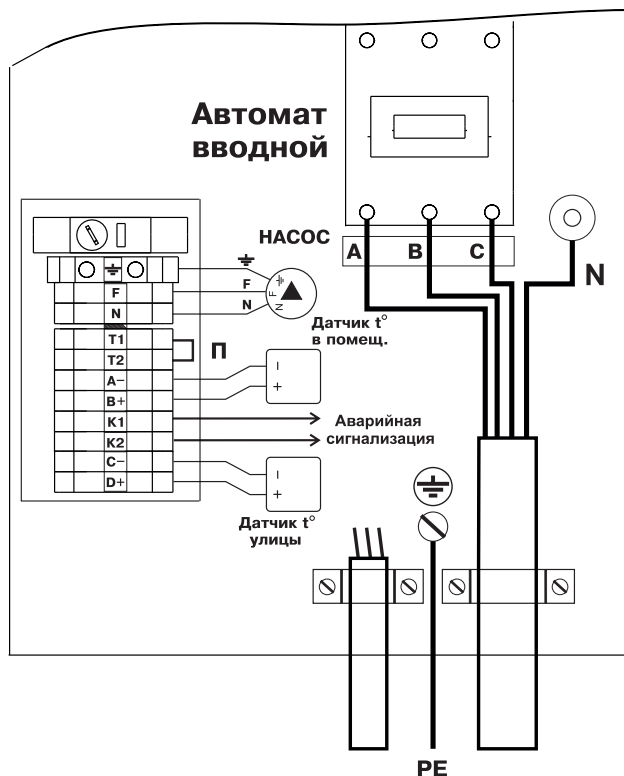 Автомат
вводной
НАСОС
A B C
N
F
F
N
N
N F
Датчик t°
в помещ.
T1
T2
П
A−
B+
−
+
K1
K2
Аварийная
сигнализация
C−
D+
−
+
Датчик t°
улицы
PE